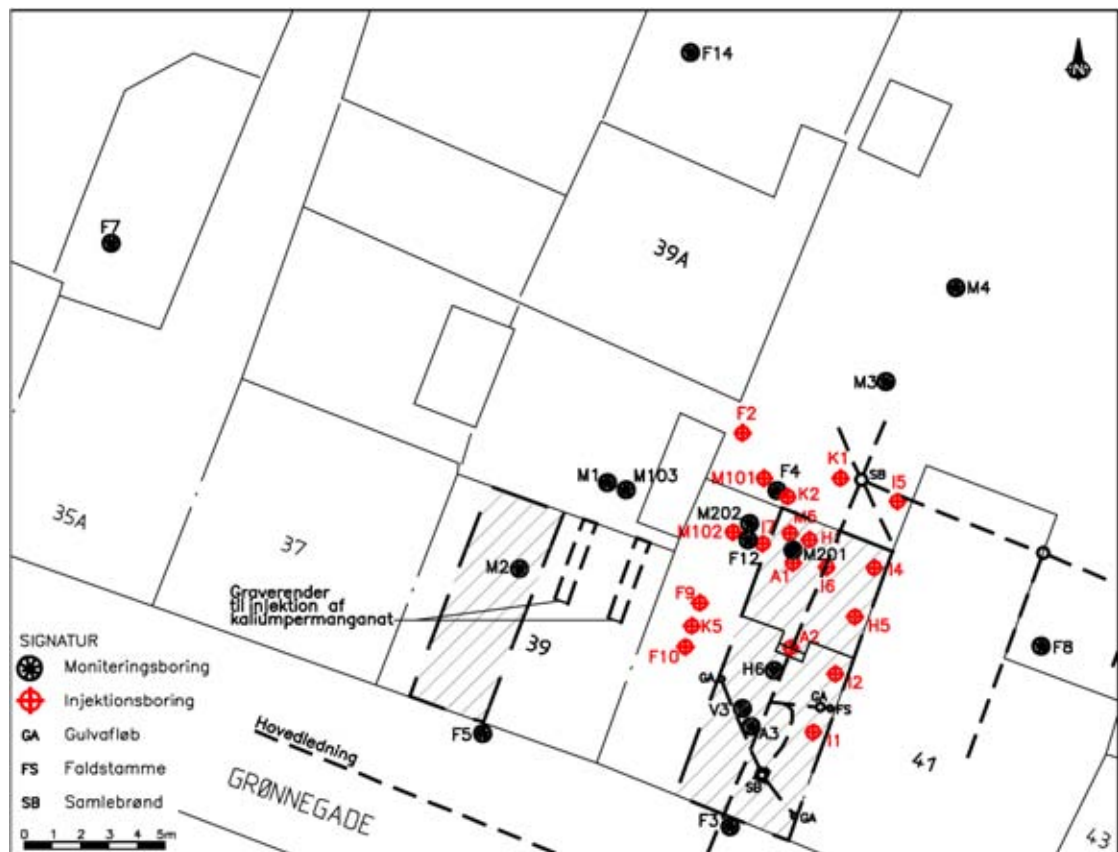 F14
N
F7
39A
M4
M3
F2
K1
SB
M101
F4
K2
I5
M1
M103
M202
M102
I7
M5
H1
F12
M201
35A
37
M2
A1
I6
I4
Graverender
til injektion af
kaliumpermanganat
F9
K5
H5
F10
39
A2
F8
SIGNATUR
Moniteringsboring
Injektionsboring
GA Gulvafløb
FS Faldstamme
SB Samlebrønd
0 1 2 3 4 5m
H6
GA
I2
GA
FS
V3
A3
I1
F5
Hovedledning
41
SB
GRØNNEGADE
GA
F3
43